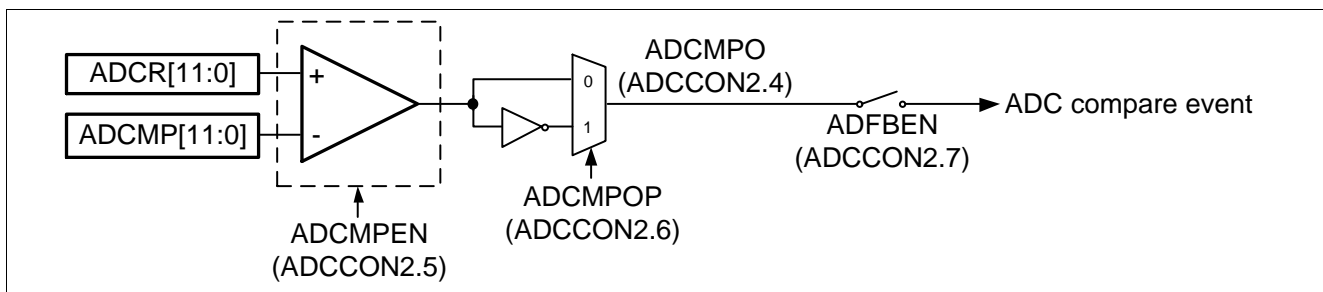 ADCR[11:0]
ADCMP[11:0]
+
-
ADCMPEN
(ADCCON2.5)
0
1
ADCMPOP
(ADCCON2.6)
ADCMPO
(ADCCON2.4)
ADFBEN
(ADCCON2.7)
ADC compare event